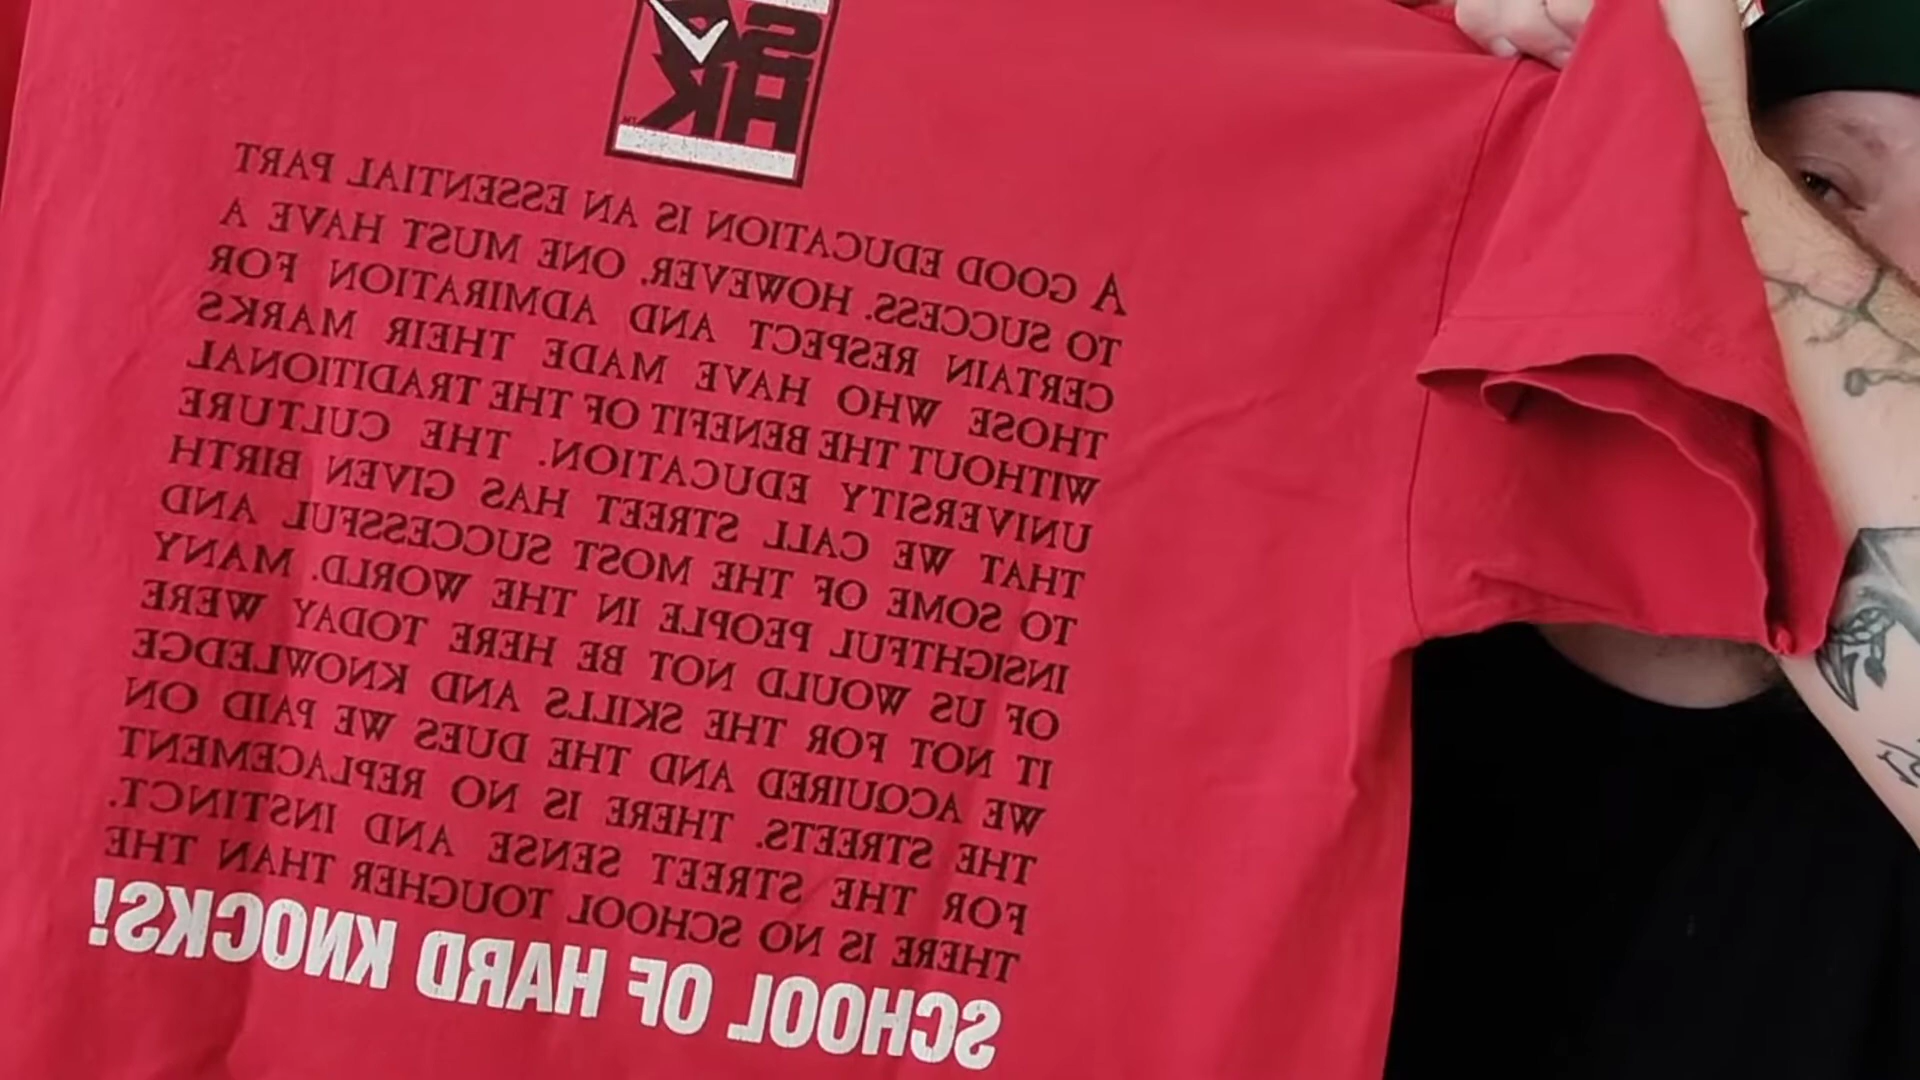 SO
HK
TM
A GOOD EDUCATION IS AN ESSENTIAL PART
TO SUCCESS. HOWEVER, ONE MUST HAVE A
CERTAIN RESPECT AND ADMIRATION FOR
THOSE WHO HAVE MADE THEIR MARKS
WITHOUT THE BENEFIT OF THE TRADITIONAL
UNIVERSITY EDUCATION. THE CULTURE
THAT WE CALL STREET HAS GIVEN BIRTH
TO SOME OF THE MOST SUCCESSFUL AND
INSIGHTFUL PEOPLE IN THE WORLD. MANY
OF US WOULD NOT BE HERE TODAY WERE
IT NOT FOR THE SKILLS AND KNOWLEDGE
WE ACQUIRED AND THE DUES WE PAID ON
THE STREETS. THERE IS NO REPLACEMENT
FOR THE STREET SENSE AND INSTINCT.
THERE IS NO SCHOOL TOUGHER THAN THE
SCHOOL OF HARD KNOCKS!